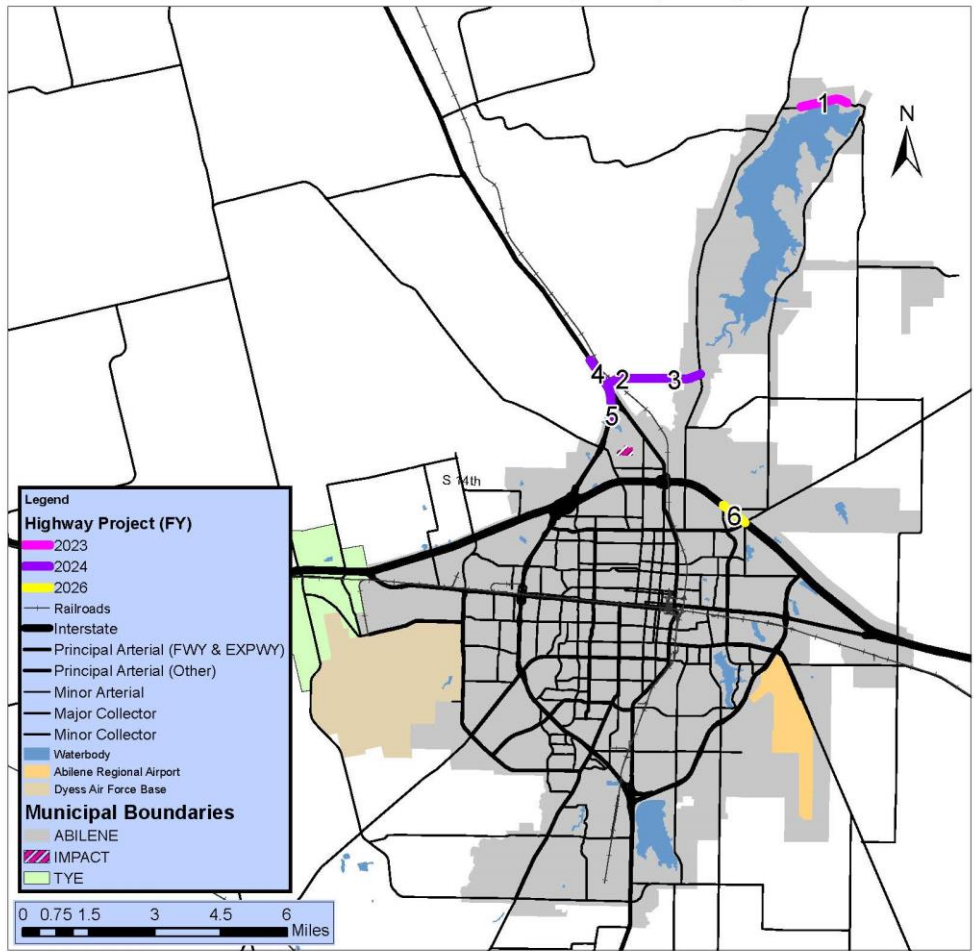 1
N
4
2
3
5
S 14th
6
Legend
Highway Project (FY)
2023
2024
2026
Railroads
Interstate
Principal Arterial (FWY & EXPWY)
Principal Arterial (Other)
Minor Arterial
Major Collector
Minor Collector
Waterbody
Abilene Regional Airport
Dyess Air Force Base
Municipal Boundaries
ABILENE
IMPACT
TYE
0 0.75 1.5 3 4.5 6
Miles